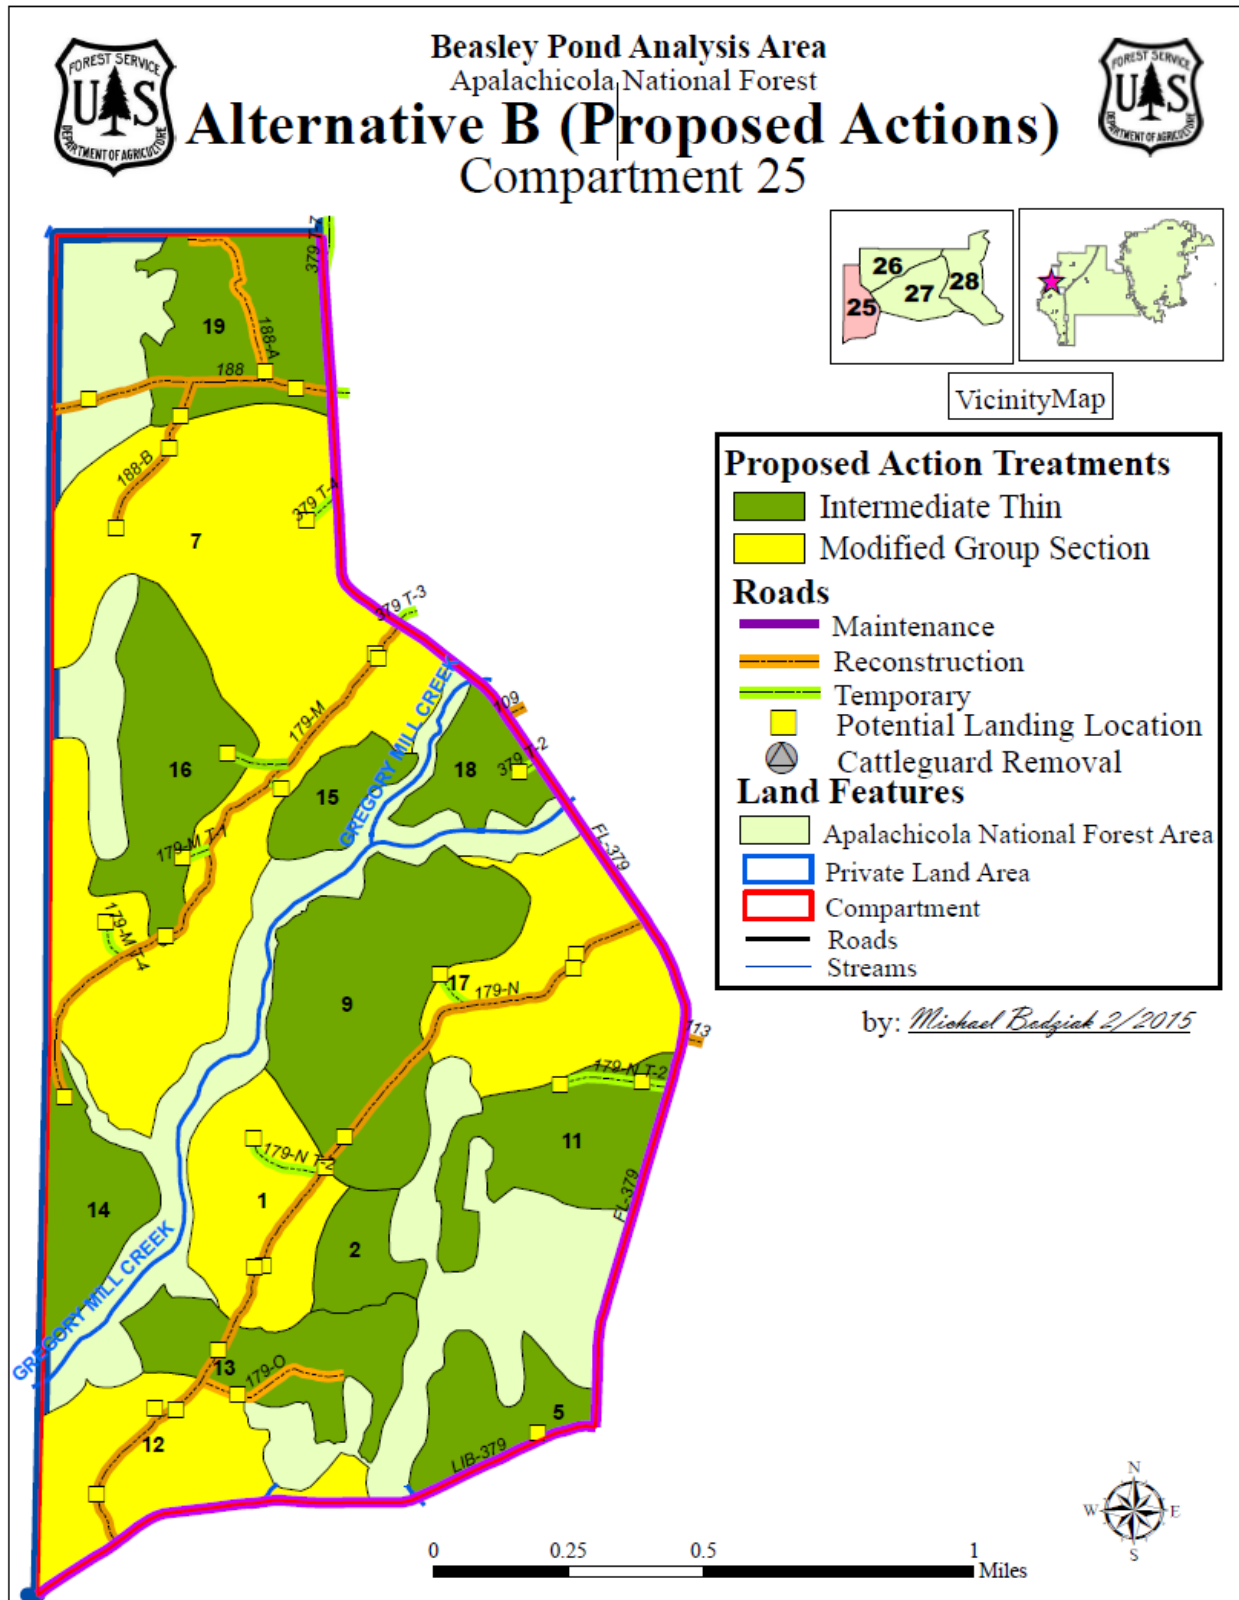 Beasley Pond Analysis Area
Apalachicola National Forest
Alternative B (Proposed Actions)
Compartment 25
FOREST SERVICE
U S
DEPARTMENT OF AGRICULTURE
FOREST SERVICE
U S
DEPARTMENT OF AGRICULTURE
26
28
27
25
VicinityMap
Proposed Action Treatments
Intermediate Thin
Modified Group Section
Roads
Maintenance
Reconstruction
Temporary
Potential Landing Location
Cattleguard Removal
Land Features
Apalachicola National Forest Area
Private Land Area
Compartment
Roads
Streams
by: Michael Bodziak 2/2015
379 T-7
19
188-A
188
188-B
379 T-4
7
379 T-3
179-M
GREGORY MILL CREEK
109
379 T-2
18
16
15
FL-379
179-M T-1
179-M T-4
17
179-N
9
113
179-N T-2
11
179-N T-2
1
14
2
FL-379
GREGORY MILL CREEK
13
179-O
5
12
LIB-379
N
W
E
S
0
0.25
0.5
1
Miles